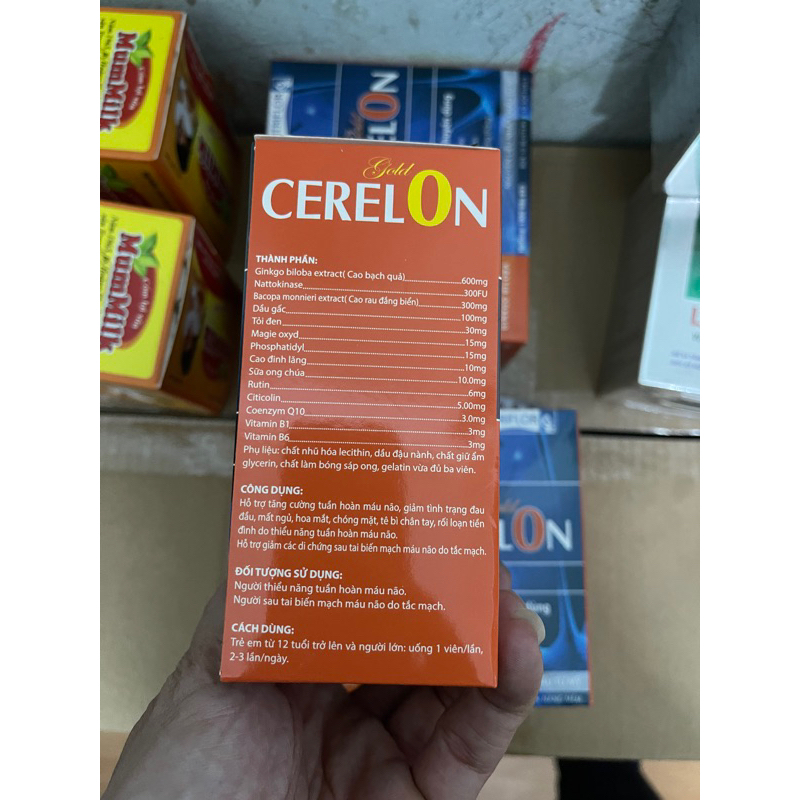 Gold
CERELON
THÀNH PHẦN:
Ginkgo biloba extract( Cao bạch quả)............600mg
Nattokinase............300FU
Bacopa monnieri extract( Cao rau đắng biển)............300mg
Dầu gấc............100mg
Tỏi đen............30mg
Magie oxyd............15mg
Phosphatidyl............15mg
Cao đinh lăng............10mg
Sữa ong chúa............10.0mg
Rutin............6mg
Citicolin............5.00mg
Coenzym Q10............3.0mg
Vitamin B1............3mg
Vitamin B6............3mg
Phụ liệu: chất nhũ hóa lecithin, dầu đậu nành, chất giữ ẩm
glycerin, chất làm bóng sáp ong, gelatin vừa đủ ba viên.
CÔNG DỤNG:
Hỗ trợ tăng cường tuần hoàn máu não, giảm tình trạng đau
đầu, mất ngủ, hoa mắt, chóng mặt, tê bì chân tay, rối loạn tiền
đình do thiểu năng tuần hoàn máu não.
Hỗ trợ giảm các di chứng sau tai biến mạch máu não do tắc mạch.
ĐỐI TƯỢNG SỬ DỤNG:
Người thiểu năng tuần hoàn máu não.
Người sau tai biến mạch máu não do tắc mạch.
CÁCH DÙNG:
Trẻ em từ 12 tuổi trở lên và người lớn: uống 1 viên/lần,
2-3 lần/ngày.
MumMilk
MumMilk
LON